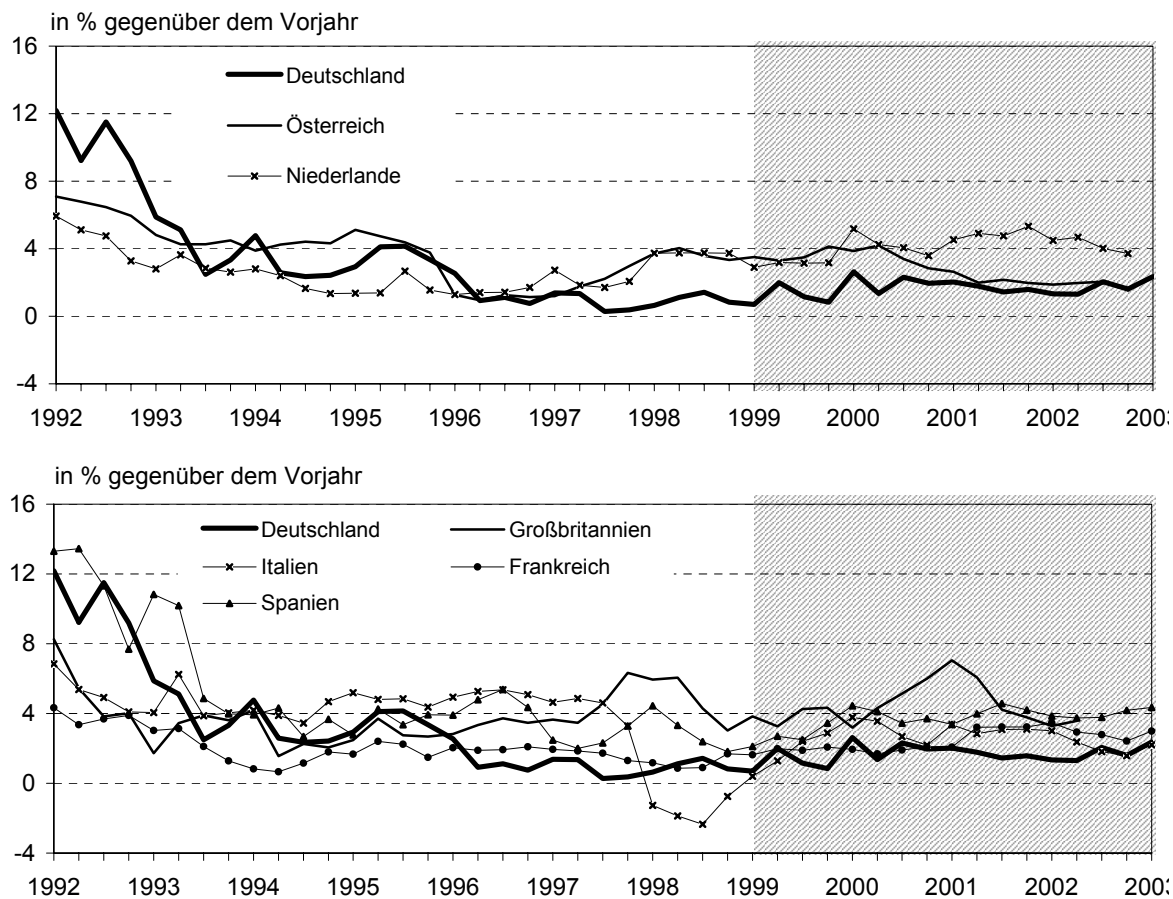 in % gegenüber dem Vorjahr
16
12
8
4
0
-4
Deutschland
Österreich
Niederlande
1992 1993 1994 1995 1996 1997 1998 1999 2000 2001 2002 2003
in % gegenüber dem Vorjahr
16
12
8
4
0
-4
Deutschland Großbritannien
Italien Frankreich
Spanien
1992 1993 1994 1995 1996 1997 1998 1999 2000 2001 2002 2003